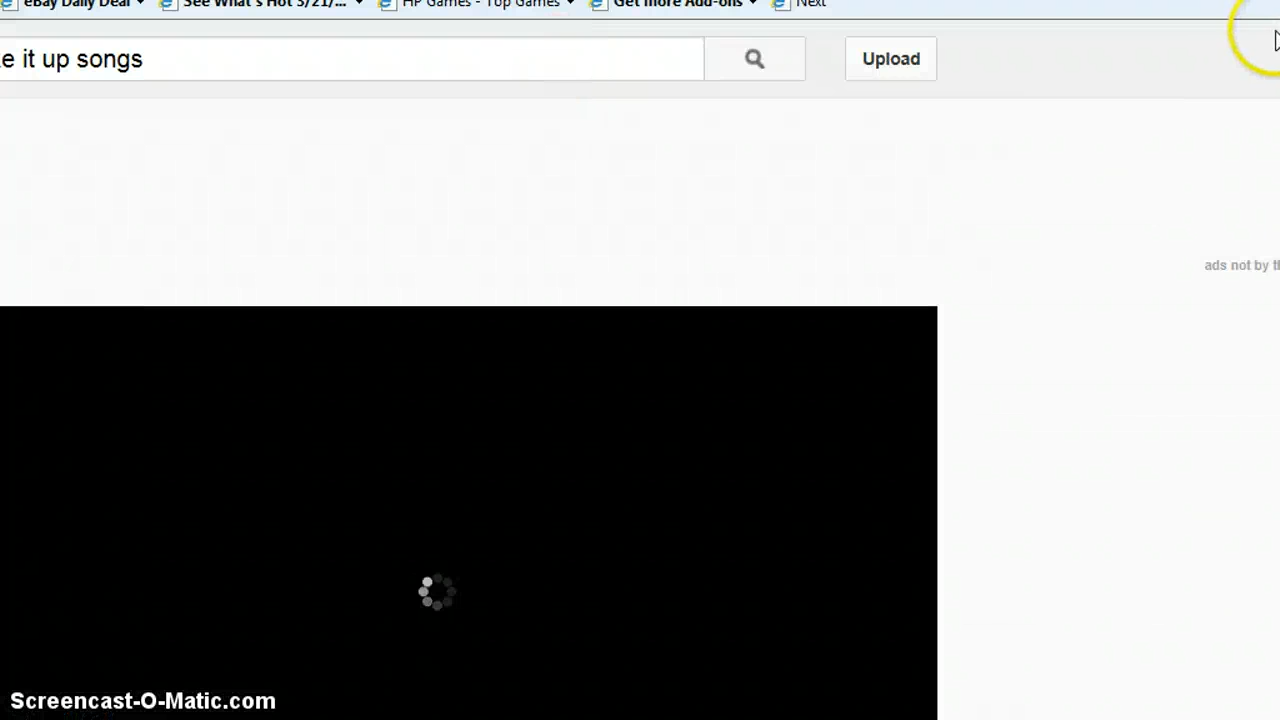 eBay Daily Deal See What's Hot 3/21/... HP Games - Top Games Get more Add-ons Next
e it up songs Upload
ads not by th
Screencast-O-Matic.com